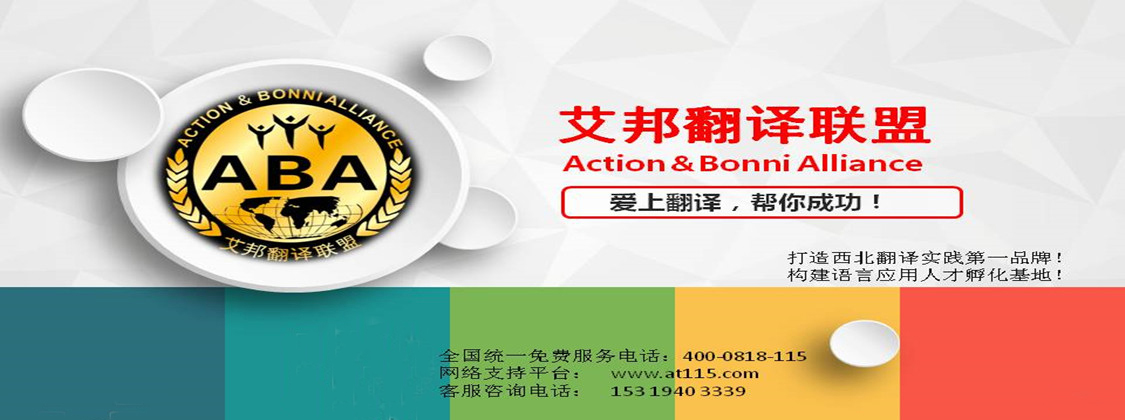 ACTION & BONNI ALLIANCE
ABA
艾邦翻译联盟
艾邦翻译联盟
Action & Bonni Alliance
爱上翻译，帮你成功！
打造西北翻译实践第一品牌！
构建语言应用人才孵化基地！
全国统一免费服务电话：400-0818-115
网络支持平台： www.at115.com
客服咨询电话： 15319403339